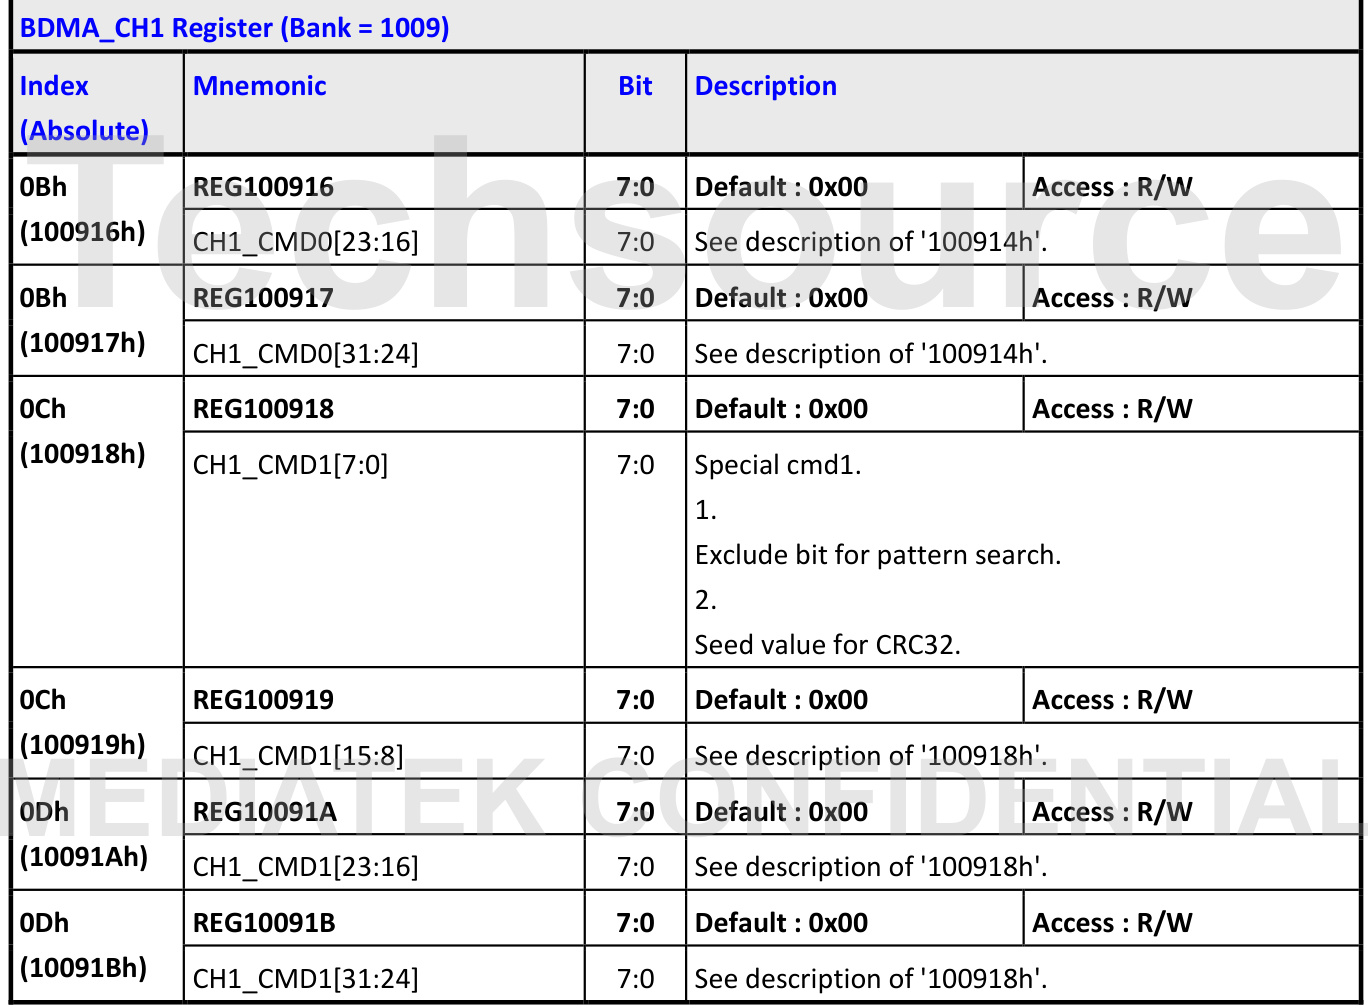 BDMA_CH1 Register (Bank = 1009)
Index
(Absolute)
Mnemonic
Bit
Description
0Bh
(100916h)
REG100916
7:0
Default : 0x00
Access : R/W
CH1_CMD0[23:16]
7:0
See description of '100914h'.
0Bh
(100917h)
REG100917
7:0
Default : 0x00
Access : R/W
CH1_CMD0[31:24]
7:0
See description of '100914h'.
0Ch
(100918h)
REG100918
7:0
Default : 0x00
Access : R/W
CH1_CMD1[7:0]
7:0
Special cmd1.
1.
Exclude bit for pattern search.
2.
Seed value for CRC32.
0Ch
(100919h)
REG100919
7:0
Default : 0x00
Access : R/W
CH1_CMD1[15:8]
7:0
See description of '100918h'.
0Dh
(10091Ah)
REG10091A
7:0
Default : 0x00
Access : R/W
CH1_CMD1[23:16]
7:0
See description of '100918h'.
0Dh
(10091Bh)
REG10091B
7:0
Default : 0x00
Access : R/W
CH1_CMD1[31:24]
7:0
See description of '100918h'.
Techsource
MEDIATEK CONFIDENTIAL